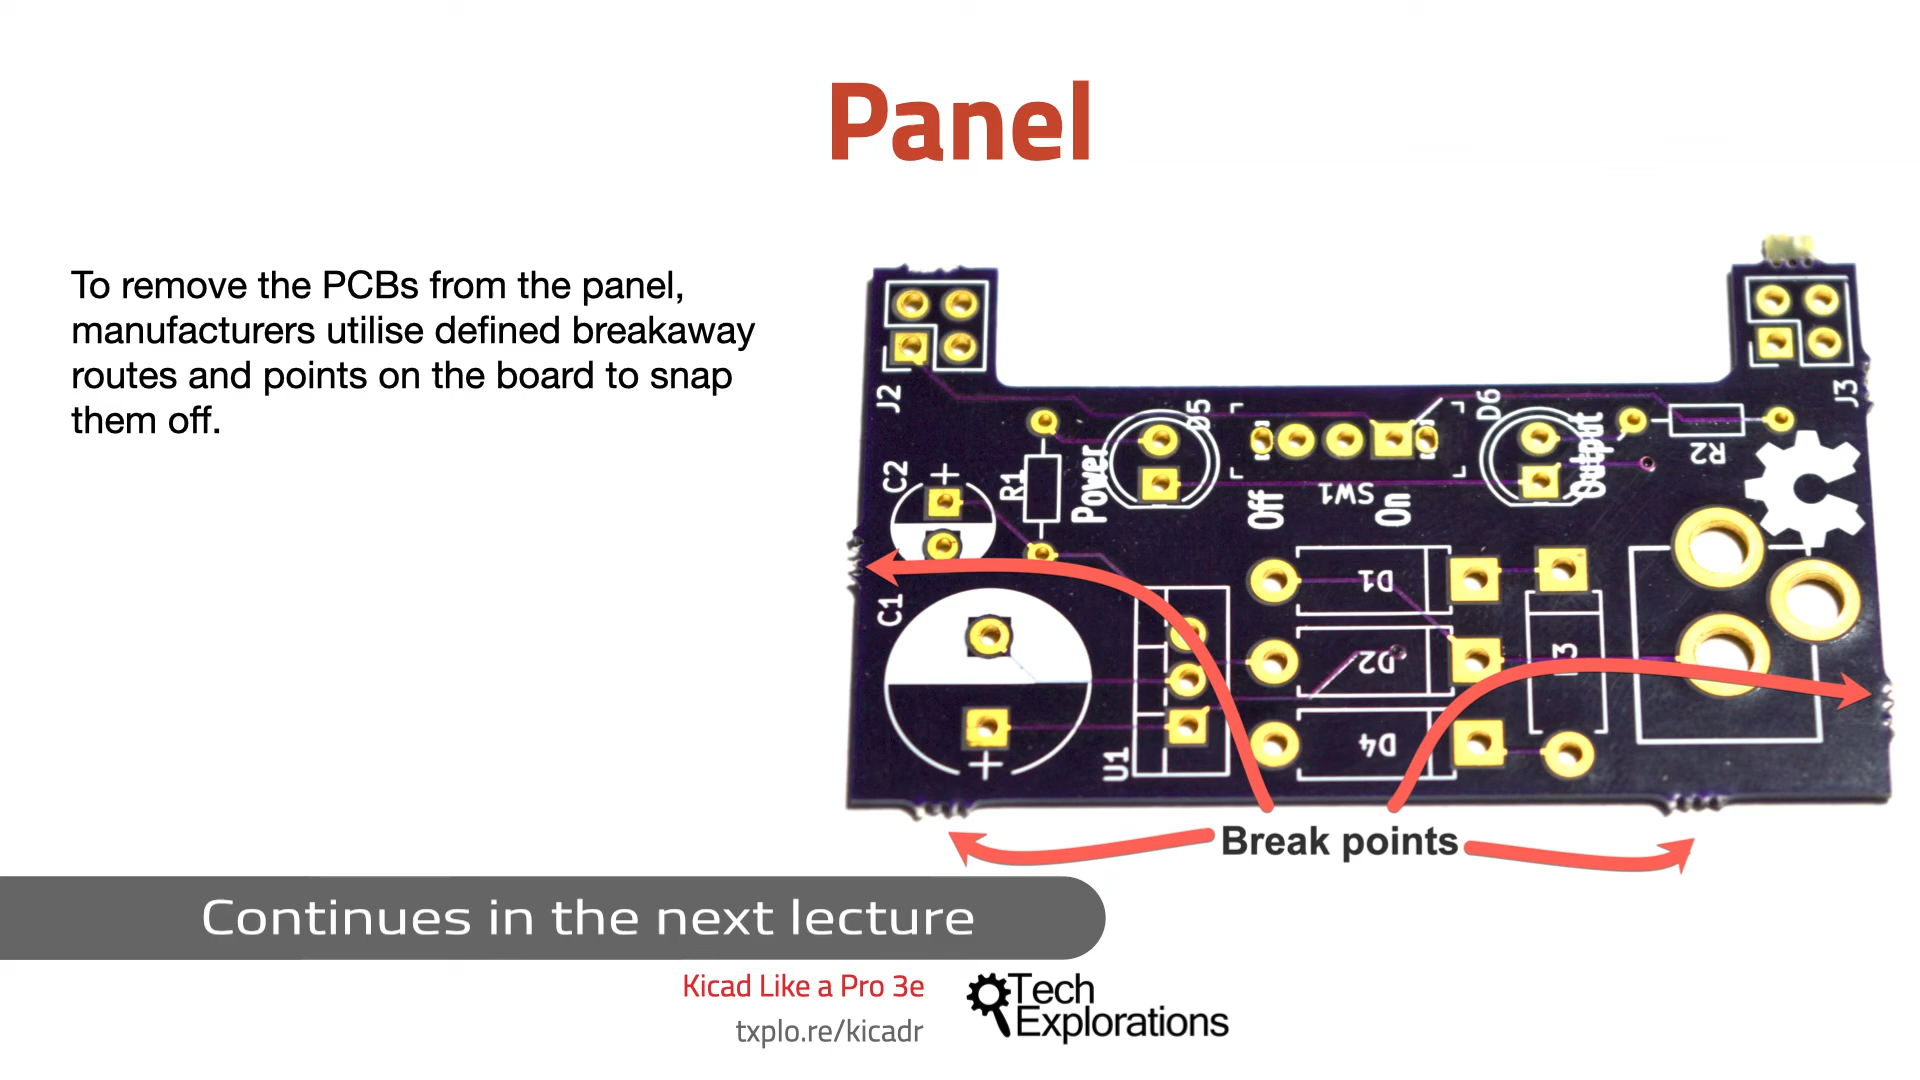 Panel
To remove the PCBs from the panel,
manufacturers utilise defined breakaway
routes and points on the board to snap
them off.
J2
J3
D5
D6
C2
+
R1
Power
Off
SW1
On
Output
R2
C1
D1
D2
D4
U1
+
Break points
Continues in the next lecture
Kicad Like a Pro 3e
txplo.re/kicadr
Tech
Explorations